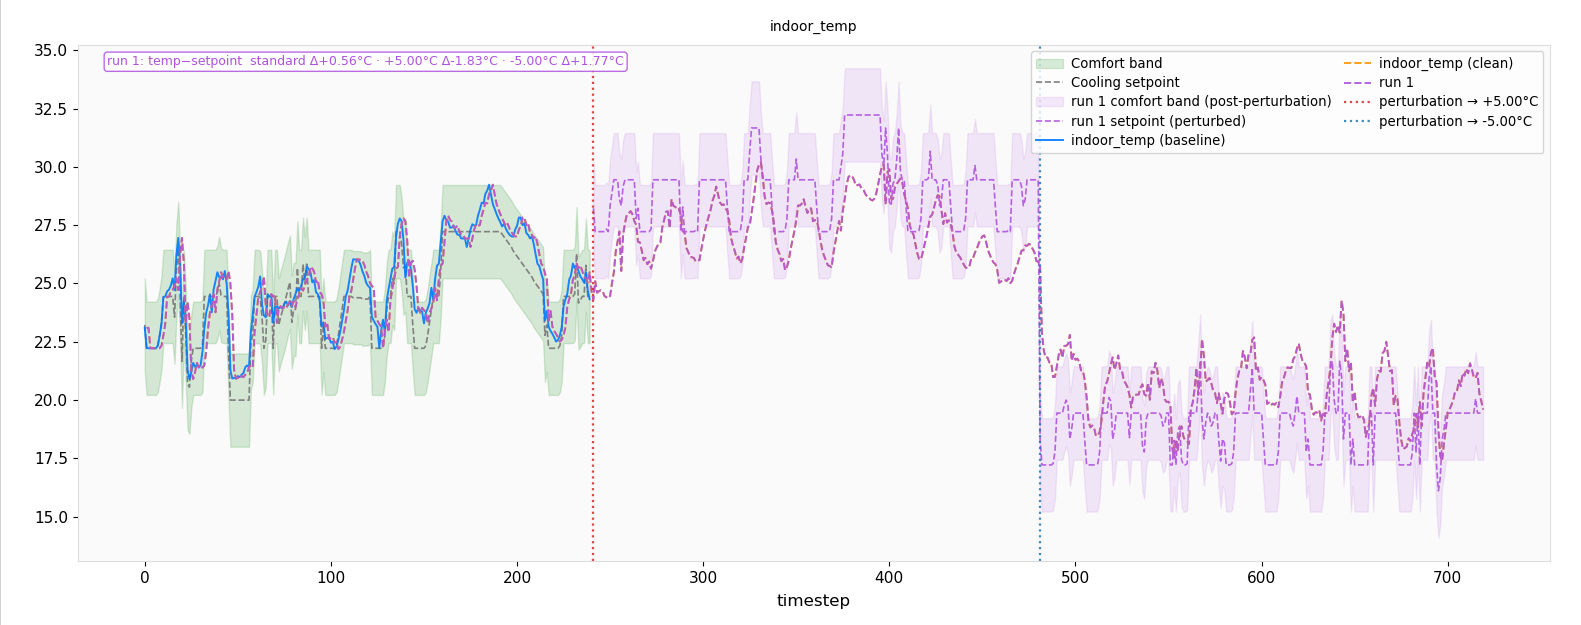 indoor_temp
run 1: temp−setpoint  standard Δ+0.56°C · +5.00°C Δ-1.83°C · -5.00°C Δ+1.77°C
Comfort band
Cooling setpoint
run 1 comfort band (post-perturbation)
run 1 setpoint (perturbed)
indoor_temp (baseline)
indoor_temp (clean)
run 1
perturbation → +5.00°C
perturbation → -5.00°C
35.0
32.5
30.0
27.5
25.0
22.5
20.0
17.5
15.0
0 100 200 300 400 500 600 700
timestep